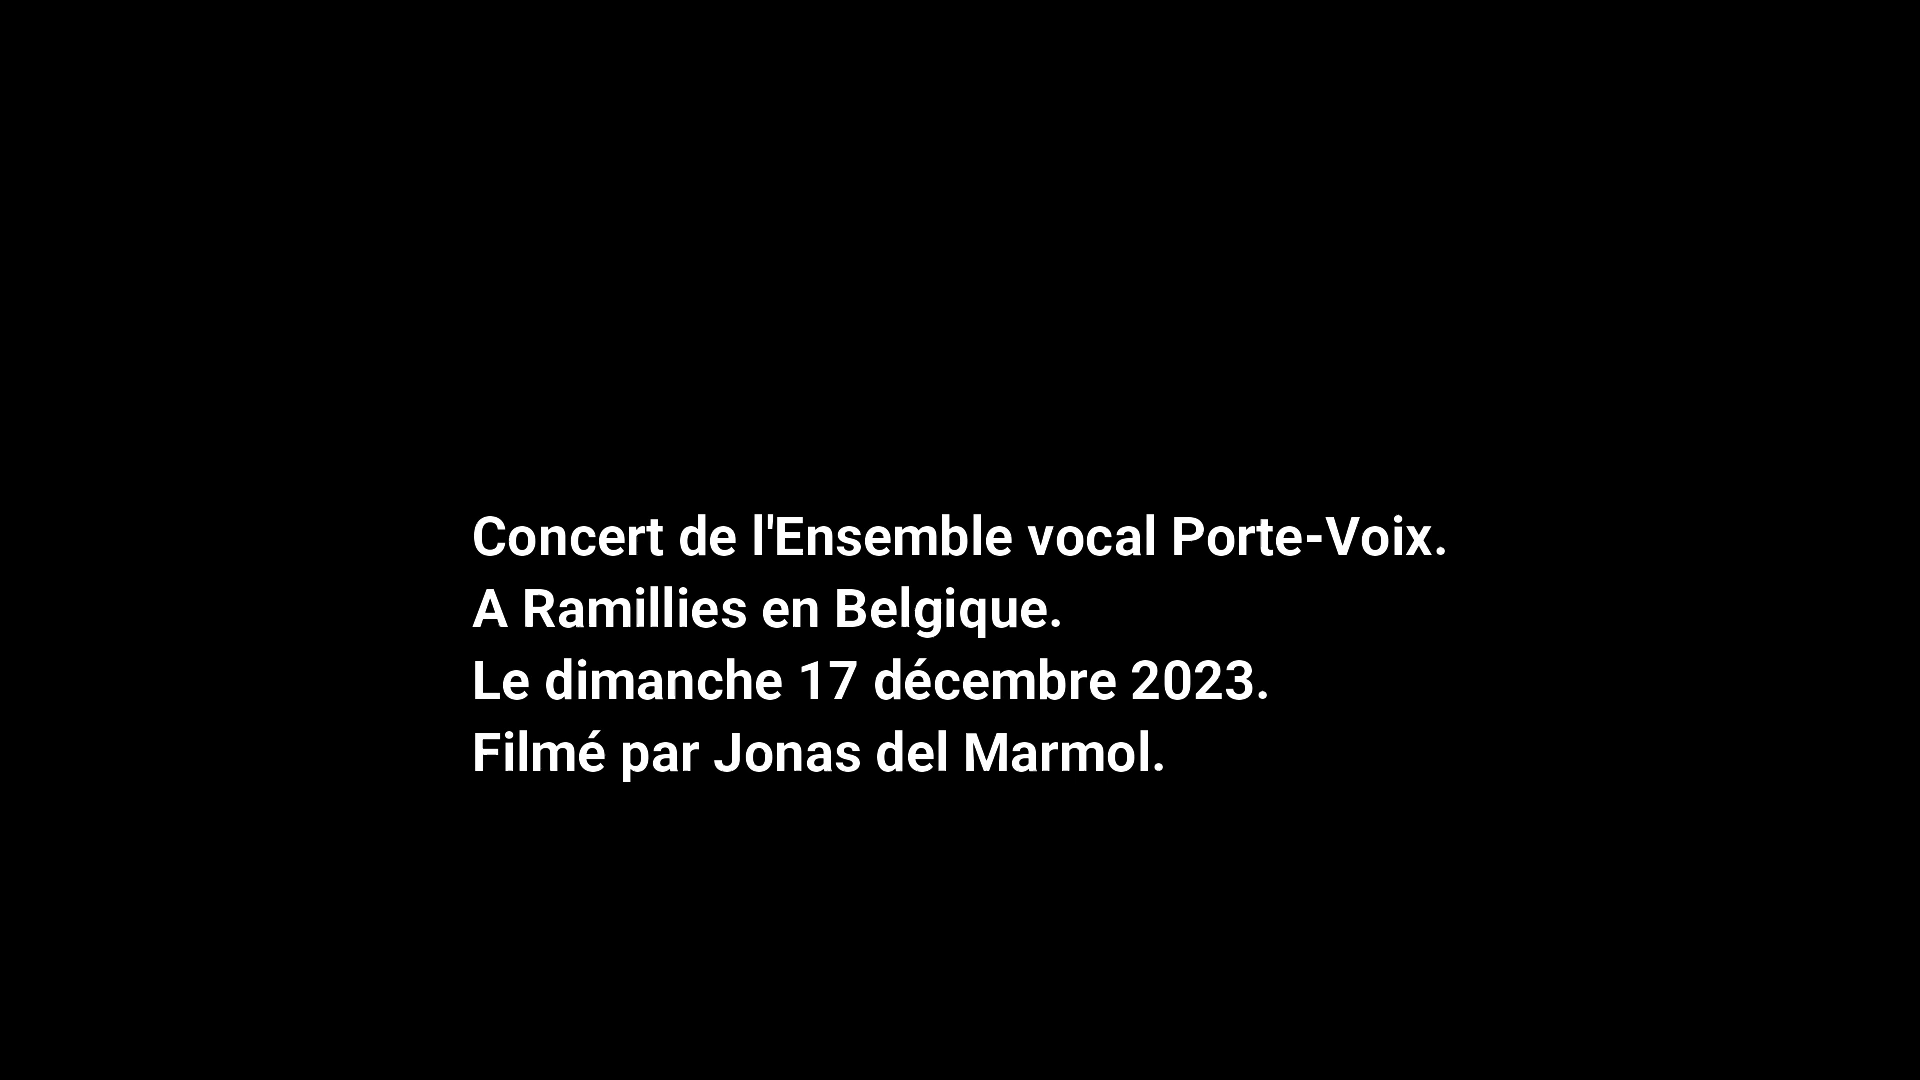 Concert de l'Ensemble vocal Porte-Voix.
A Ramillies en Belgique.
Le dimanche 17 décembre 2023.
Filmé par Jonas del Marmol.